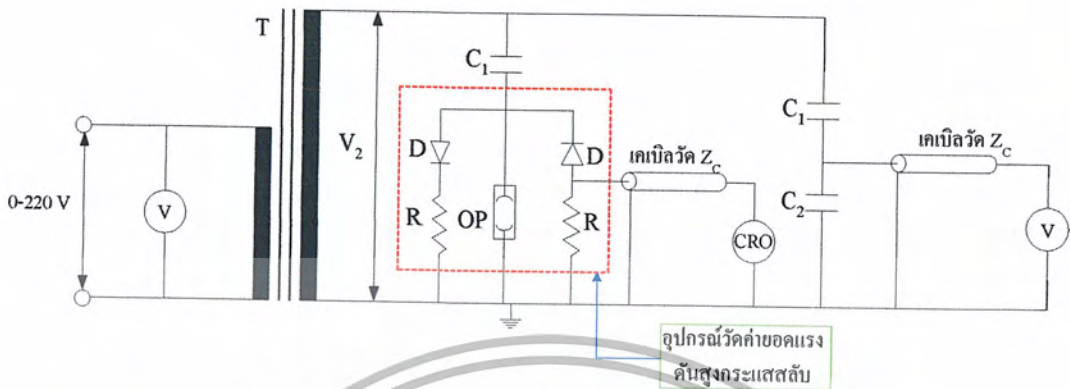 T
C₁
C₁
D
D
เคเบิลวัด Z_C
เคเบิลวัด Z_C
V₂
0-220 V
V
R
OP
R
C₂
CRO
V
อุปกรณ์วัดค่ายอดแรง
ดันสูงกระแสสลับ